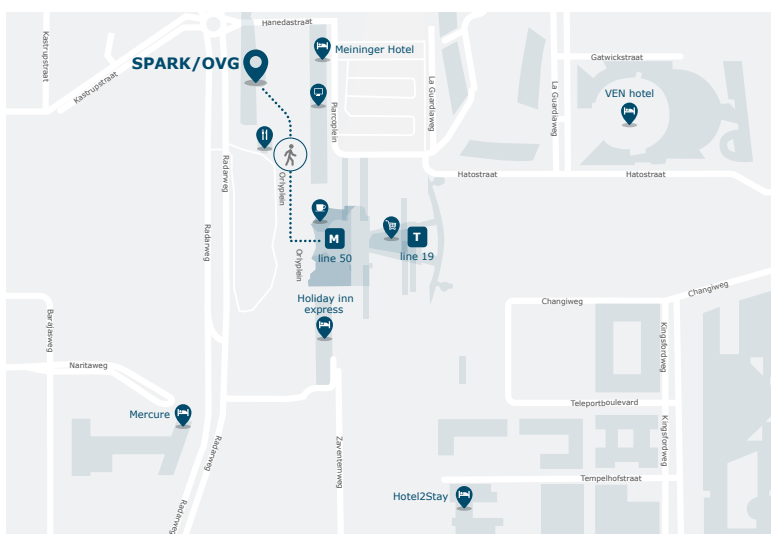 Hanedastraat
Kastrupstraat
Kastrupstraat
SPARK/OVG
Meininger Hotel
Gatwickstraat
La Guardiaweg
La Guardiaweg
VEN hotel
Parcoplein
Radarweg
Orlyplein
Hatostraat
Hatostraat
Radarweg
M
T
line 50
line 19
Orlyplein
Holiday inn
express
Changiweg
Changiweg
Barajasweg
Kingsfordweg
Naritaweg
Teleportboulevard
Mercure
Radarweg
Zaventemweg
Kingsfordweg
Tempelhofstraat
Hotel2Stay
Radarweg